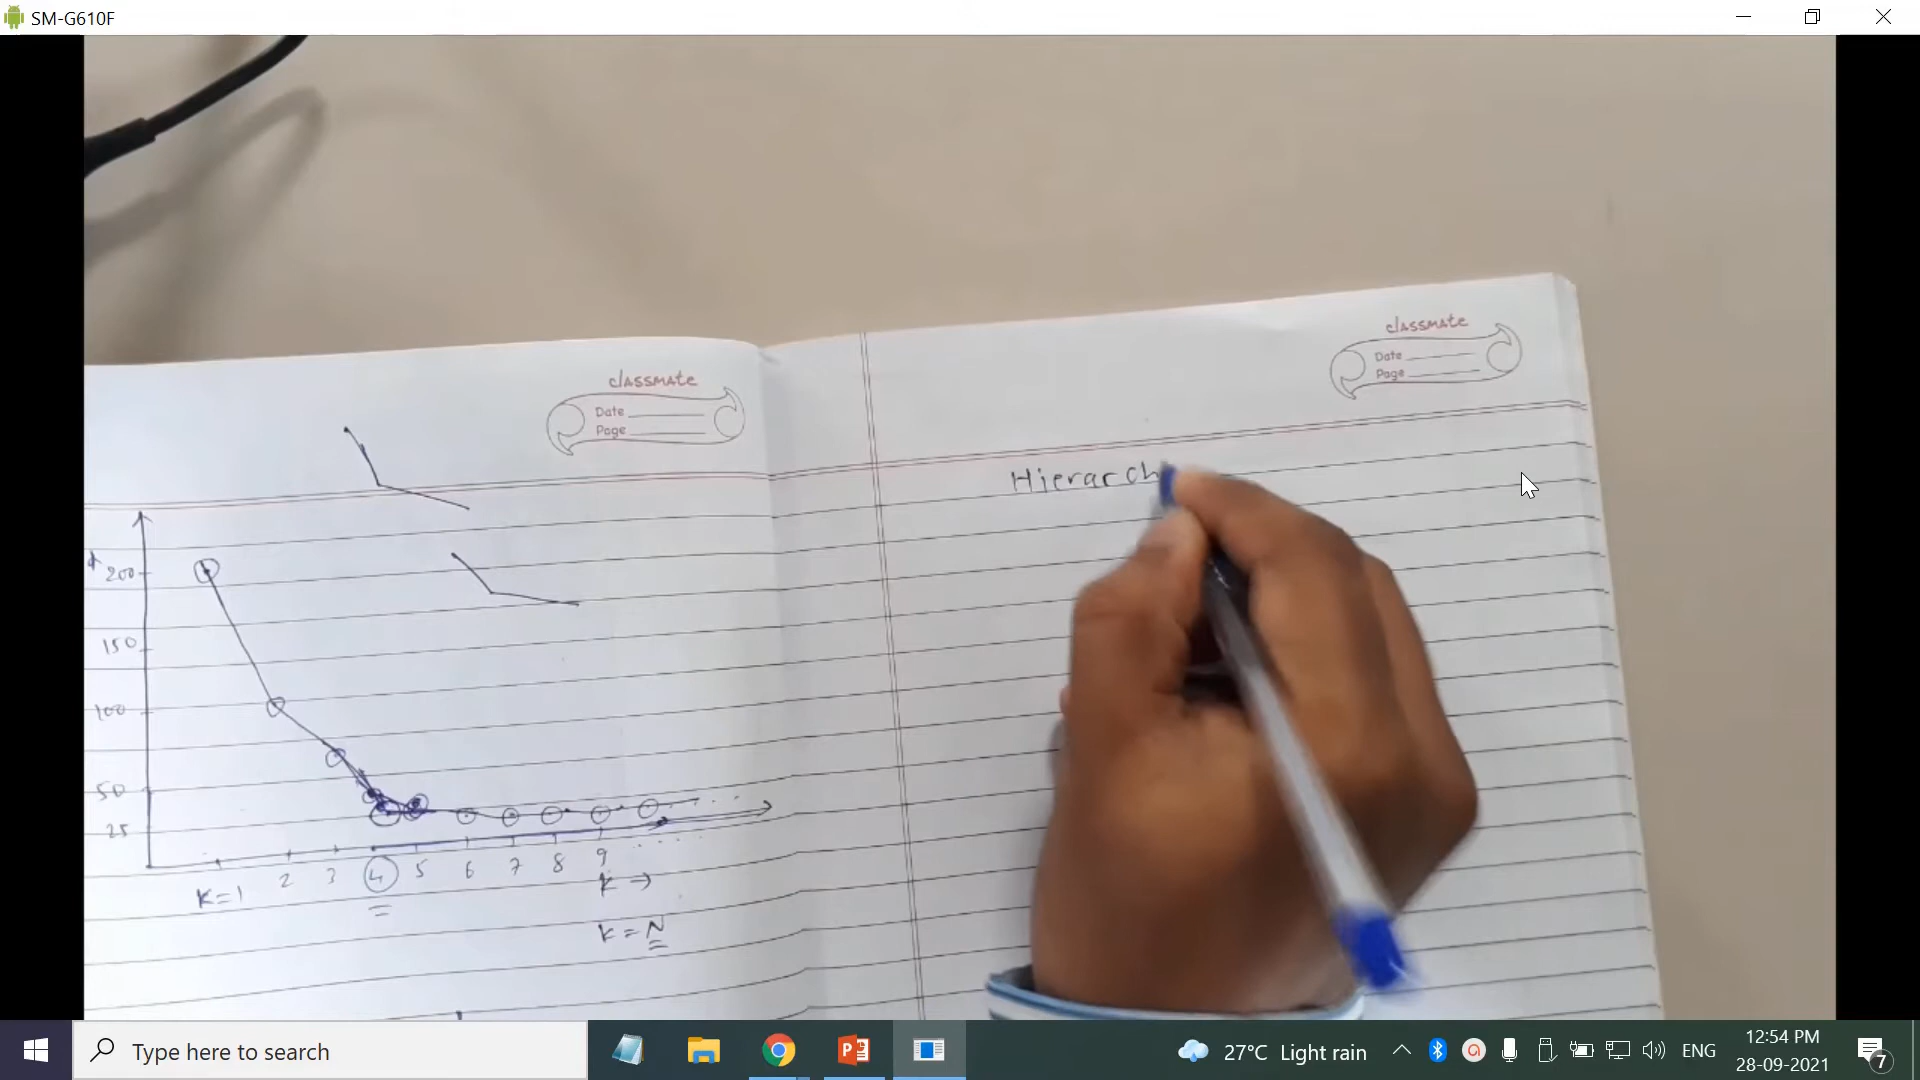 SM-G610F
classmate
Date
Page
classmate
Date
Page
Hierarch
200
150
100
50
25
K=1 2 3 4 5 6 7 8 9
K →
K = N
Type here to search
27°C Light rain
ENG
12:54 PM
28-09-2021
7